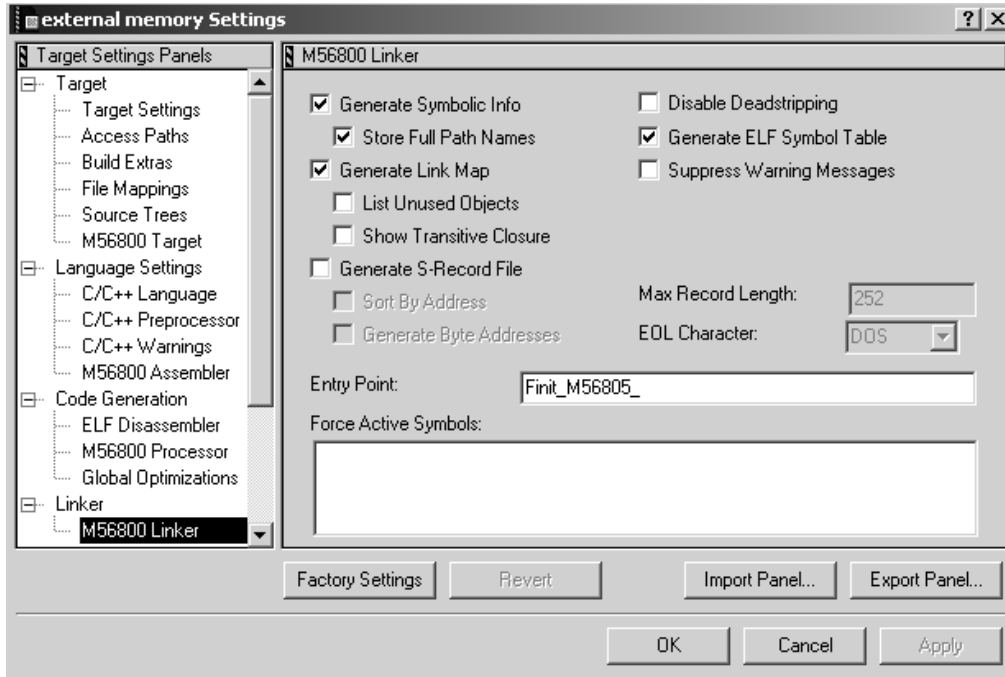 external memory Settings
Target Settings Panels
Target
Target Settings
Access Paths
Build Extras
File Mappings
Source Trees
M56800 Target
Language Settings
C/C++ Language
C/C++ Preprocessor
C/C++ Warnings
M56800 Assembler
Code Generation
ELF Disassembler
M56800 Processor
Global Optimizations
Linker
M56800 Linker
M56800 Linker
Generate Symbolic Info
Disable Deadstripping
Store Full Path Names
Generate ELF Symbol Table
Generate Link Map
Suppress Warning Messages
List Unused Objects
Show Transitive Closure
Generate S-Record File
Sort By Address
Max Record Length: 252
Generate Byte Addresses
EOL Character: DOS
Entry Point: Finit_M56805_
Force Active Symbols:
Factory Settings
Revert
Import Panel...
Export Panel...
OK
Cancel
Apply